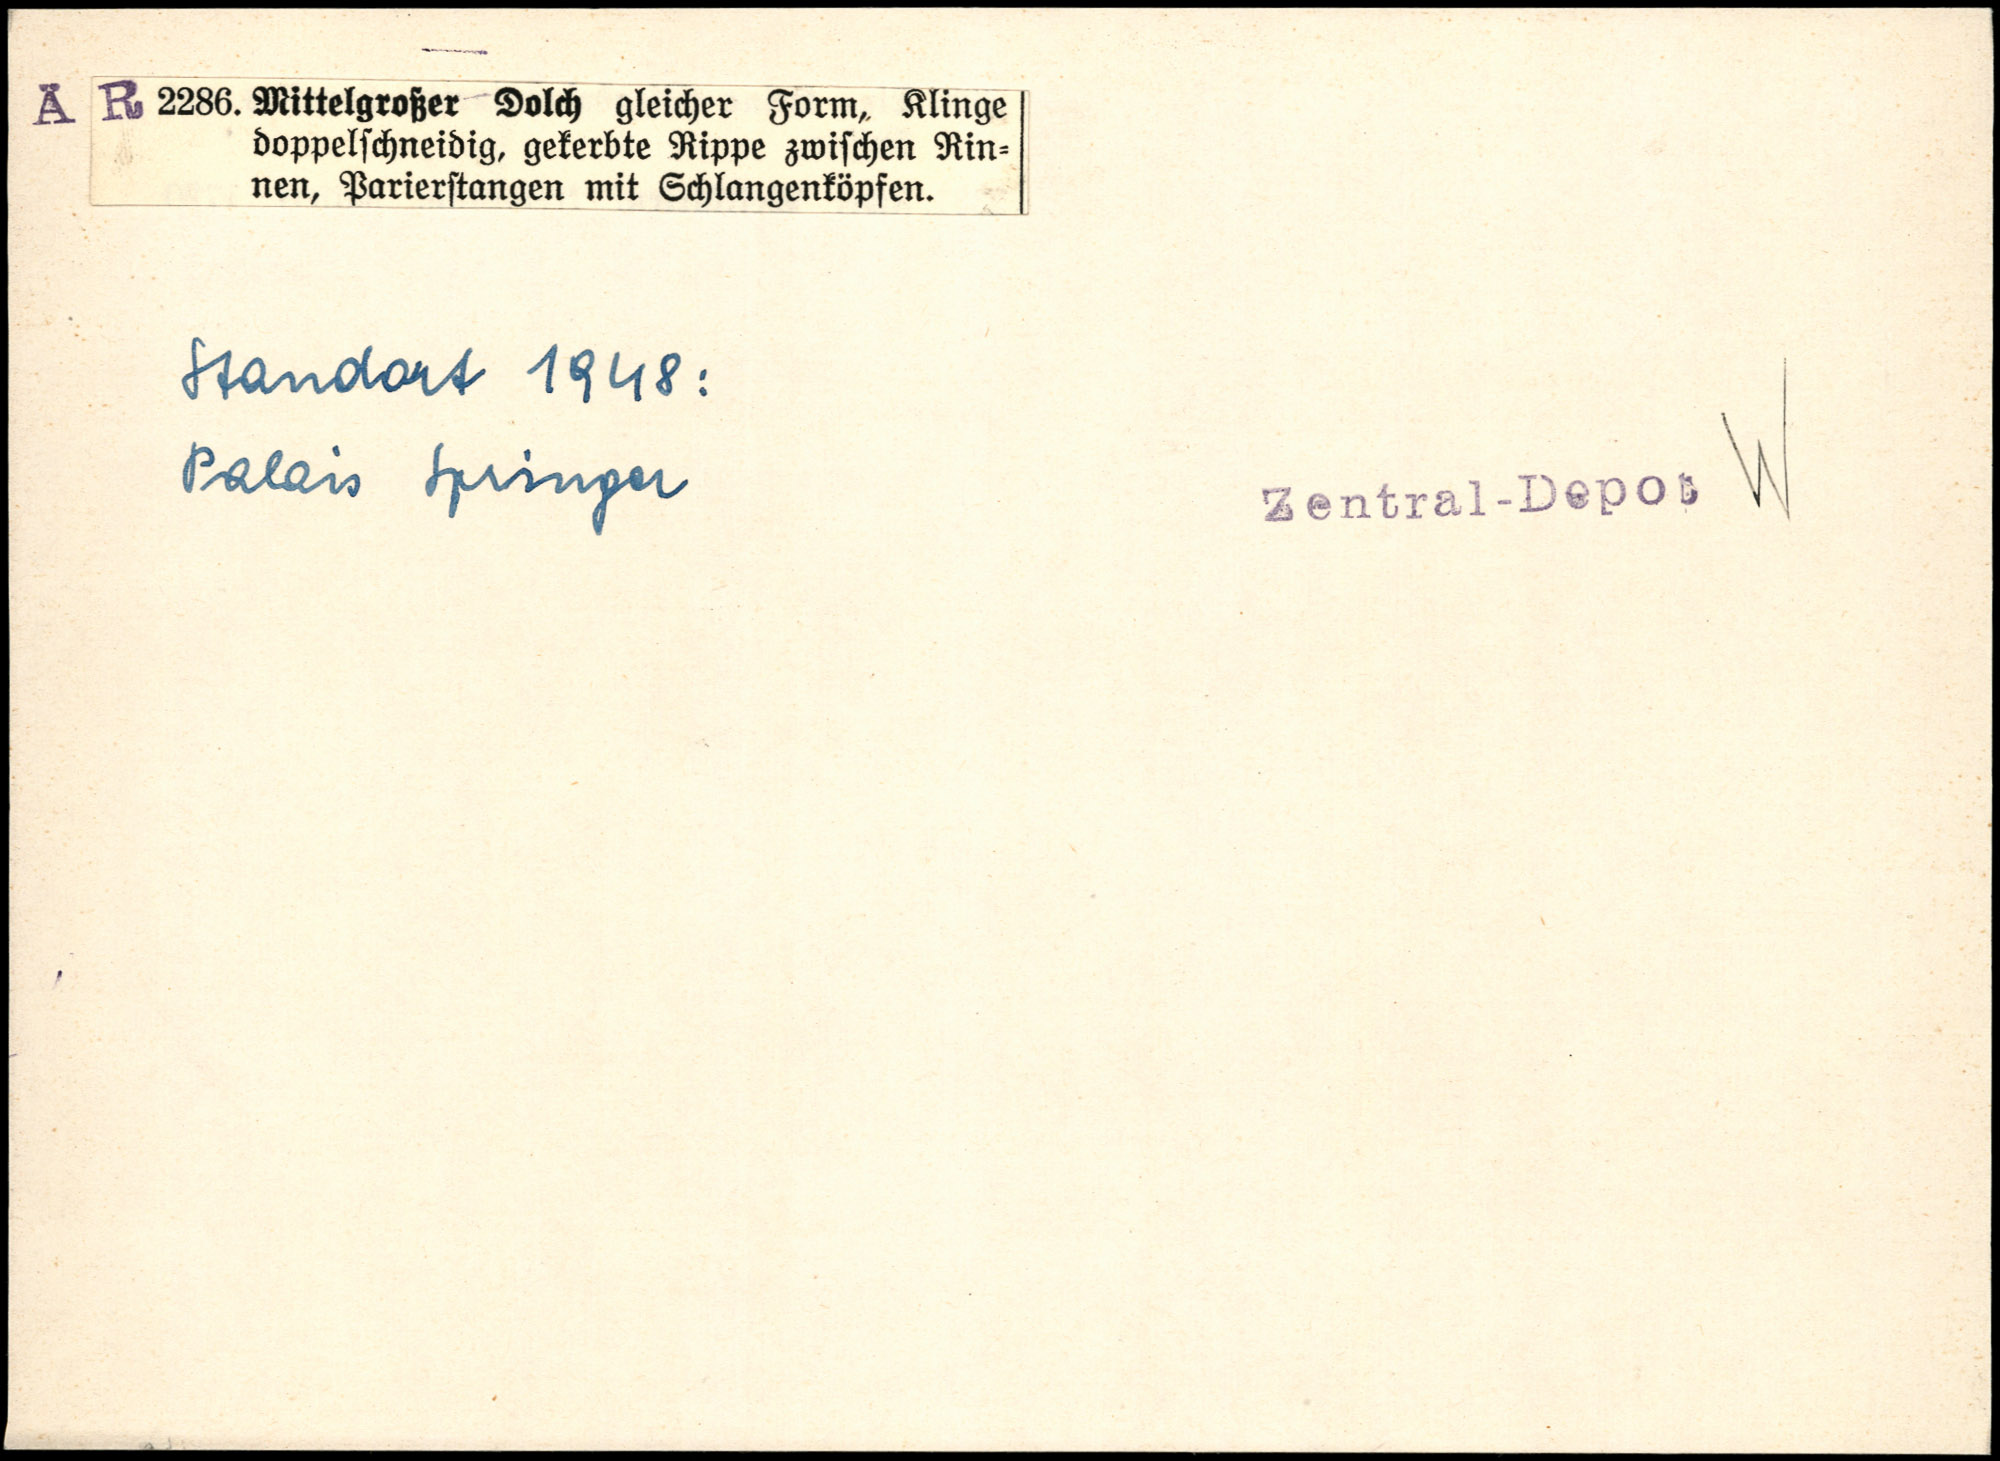 AR 2286. Mittelgroßer Dolch gleicher Form, Klinge
doppelschneidig, gekerbte Rippe zwischen Rin-
nen, Parierstangen mit Schlangenköpfen.
Standort 1948:
Palais Springer
Zentral-Depot W